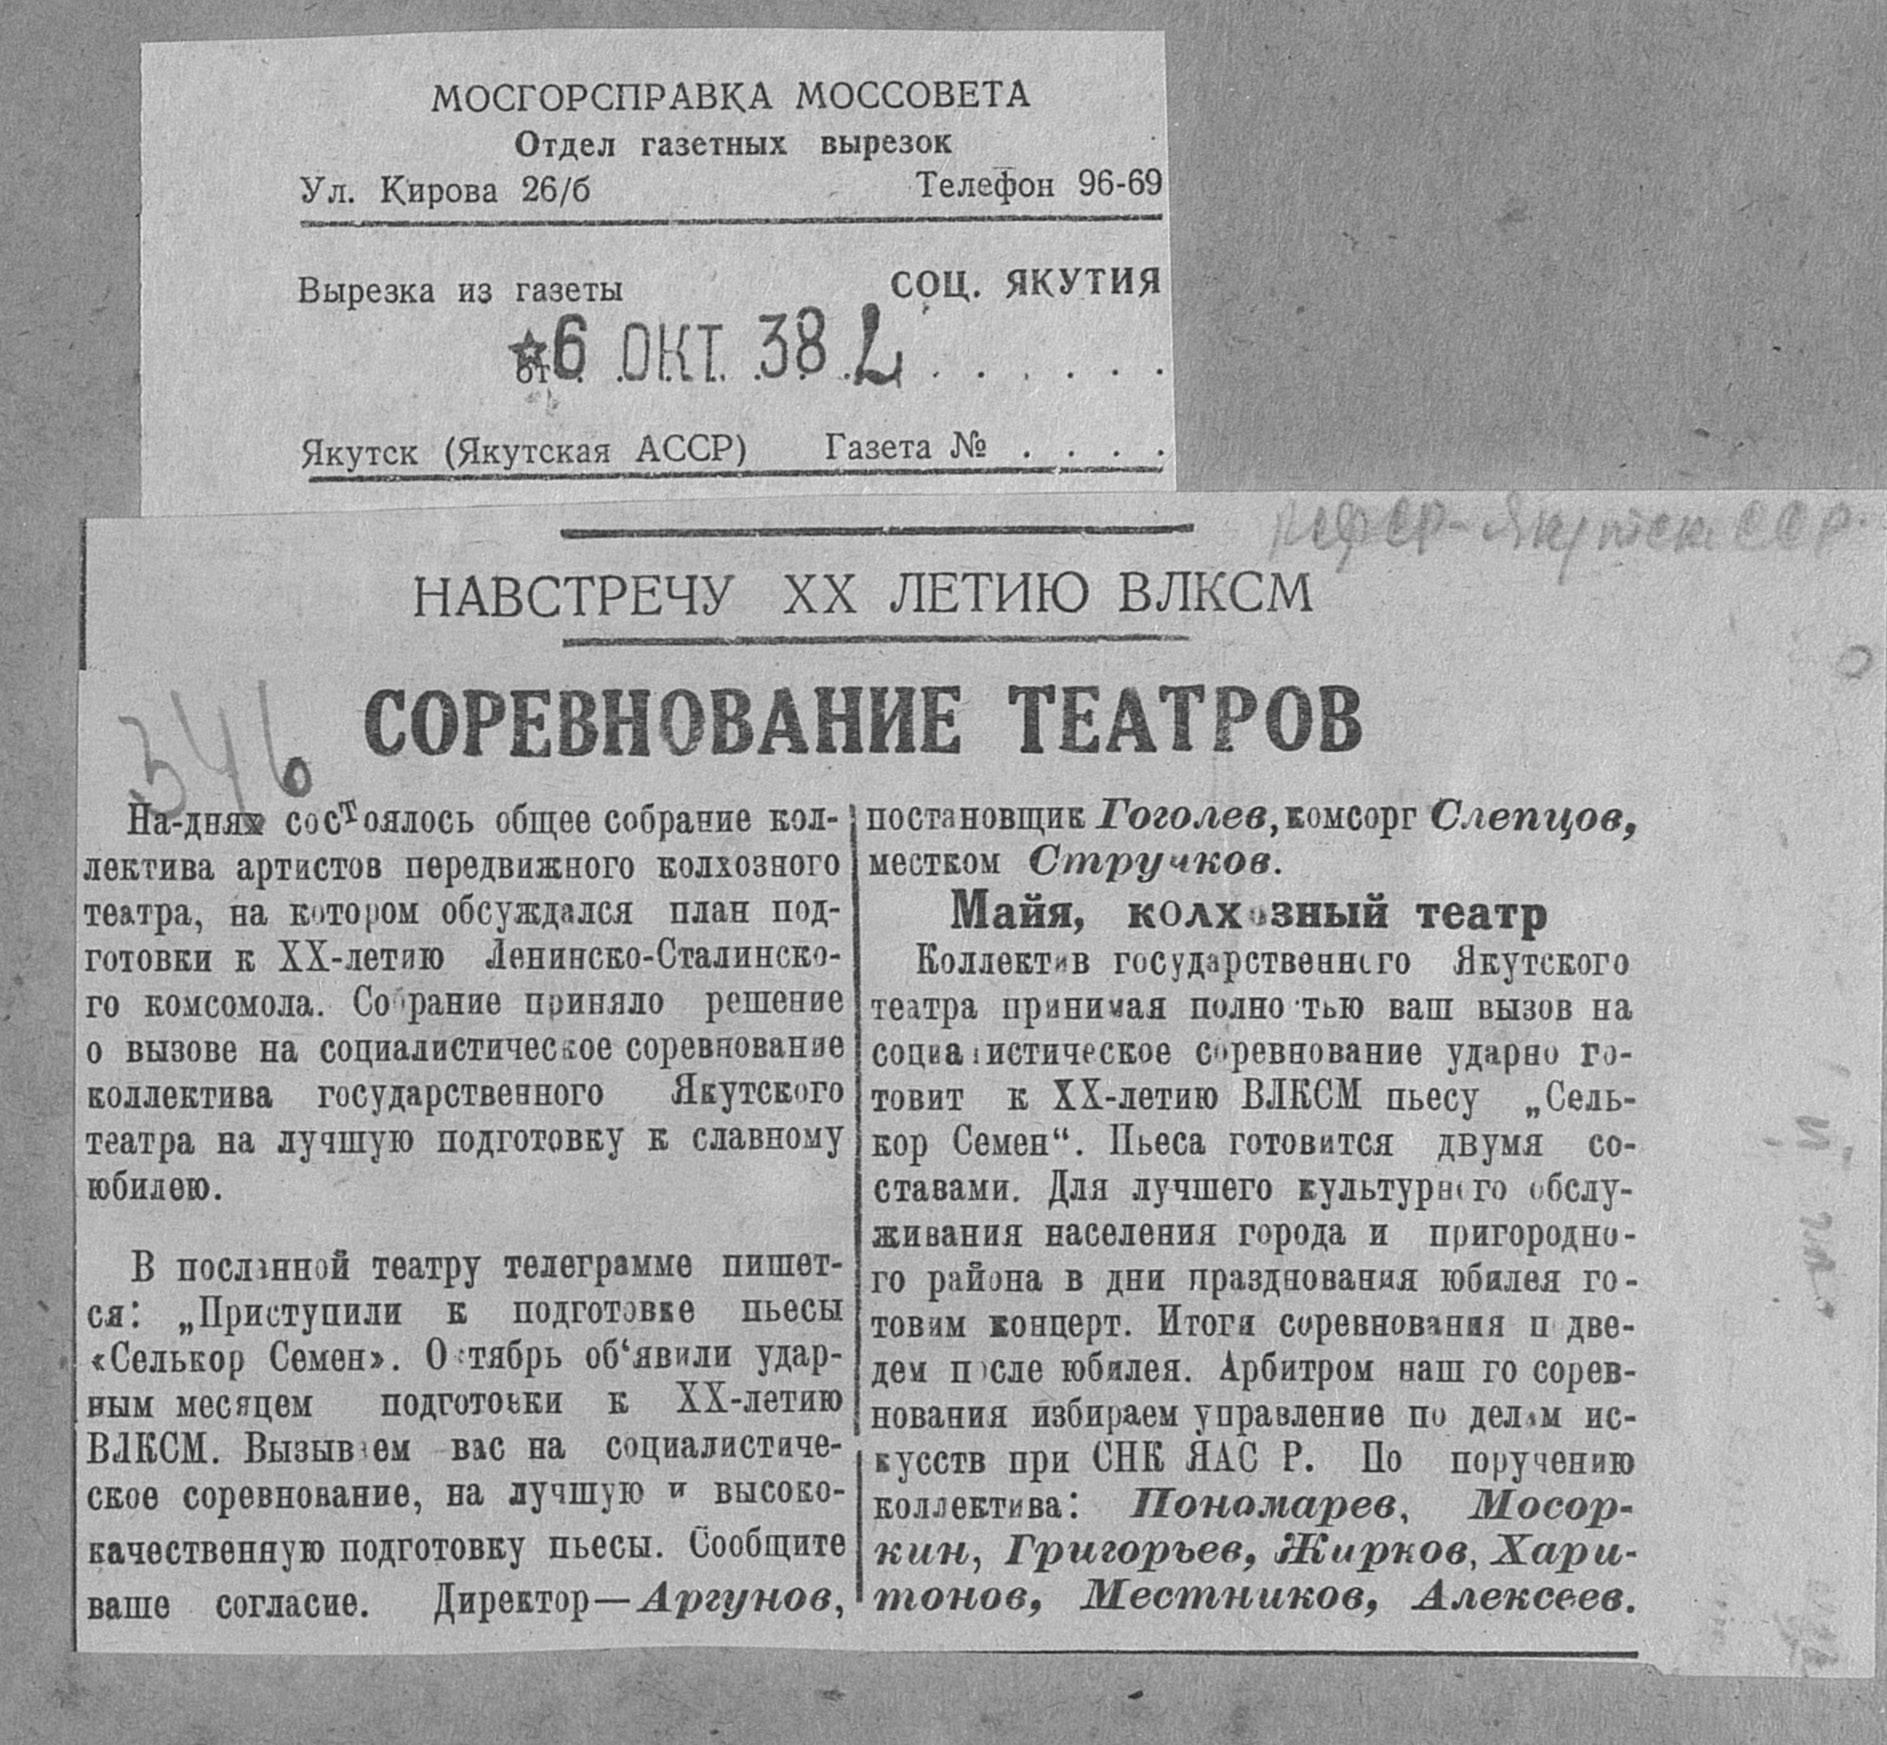 МОСГОРСПРАВКА МОССОВЕТА
Отдел газетных вырезок
Ул. Кирова 26/б Телефон 96-69
Вырезка из газеты СОЦ. ЯКУТИЯ
от 6 ОКТ. 38
Якутск (Якутская АССР) Газета № . . . .
РСФСР-Якутск. ССР
НАВСТРЕЧУ XX ЛЕТИЮ ВЛКСМ
346
СОРЕВНОВАНИЕ ТЕАТРОВ
На-днях состоялось общее собрание кол-
лектива артистов передвижного колхозного
театра, на котором обсуждался план под-
готовки к XX-летию Ленинско-Сталинско-
го комсомола. Собрание приняло решение
о вызове на социалистическое соревнование
коллектива государственного Якутского
театра на лучшую подготовку к славному
юбилею.
В посланной театру телеграмме пишет-
ся: „Приступили к подготовке пьесы
«Селькор Семен». Октябрь об‘явили удар-
ным месяцем подготовки к XX-летию
ВЛКСМ. Вызываем вас на социалистиче-
ское соревнование, на лучшую и высоко-
качественную подготовку пьесы. Сообщите
ваше согласие. Директор—Аргунов,
постановщик Гоголев, комсорг Слепцов,
местком Стручков.
Майя, колхозный театр
Коллектив государственного Якутского
театра принимая полностью ваш вызов на
социалистическое соревнование ударно го-
товит к XX-летию ВЛКСМ пьесу „Сель-
кор Семен“. Пьеса готовится двумя со-
ставами. Для лучшего культурного обслу-
живания населения города и пригородно-
го района в дни празднования юбилея го-
товим концерт. Итоги соревнования подве-
дем после юбилея. Арбитром нашего сорев-
нования избираем управление по делам ис-
кусств при СНК ЯАС Р. По поручению
коллектива: Пономарев, Мосор-
кин, Григорьев, Жирков, Хари-
тонов, Местников, Алексеев.